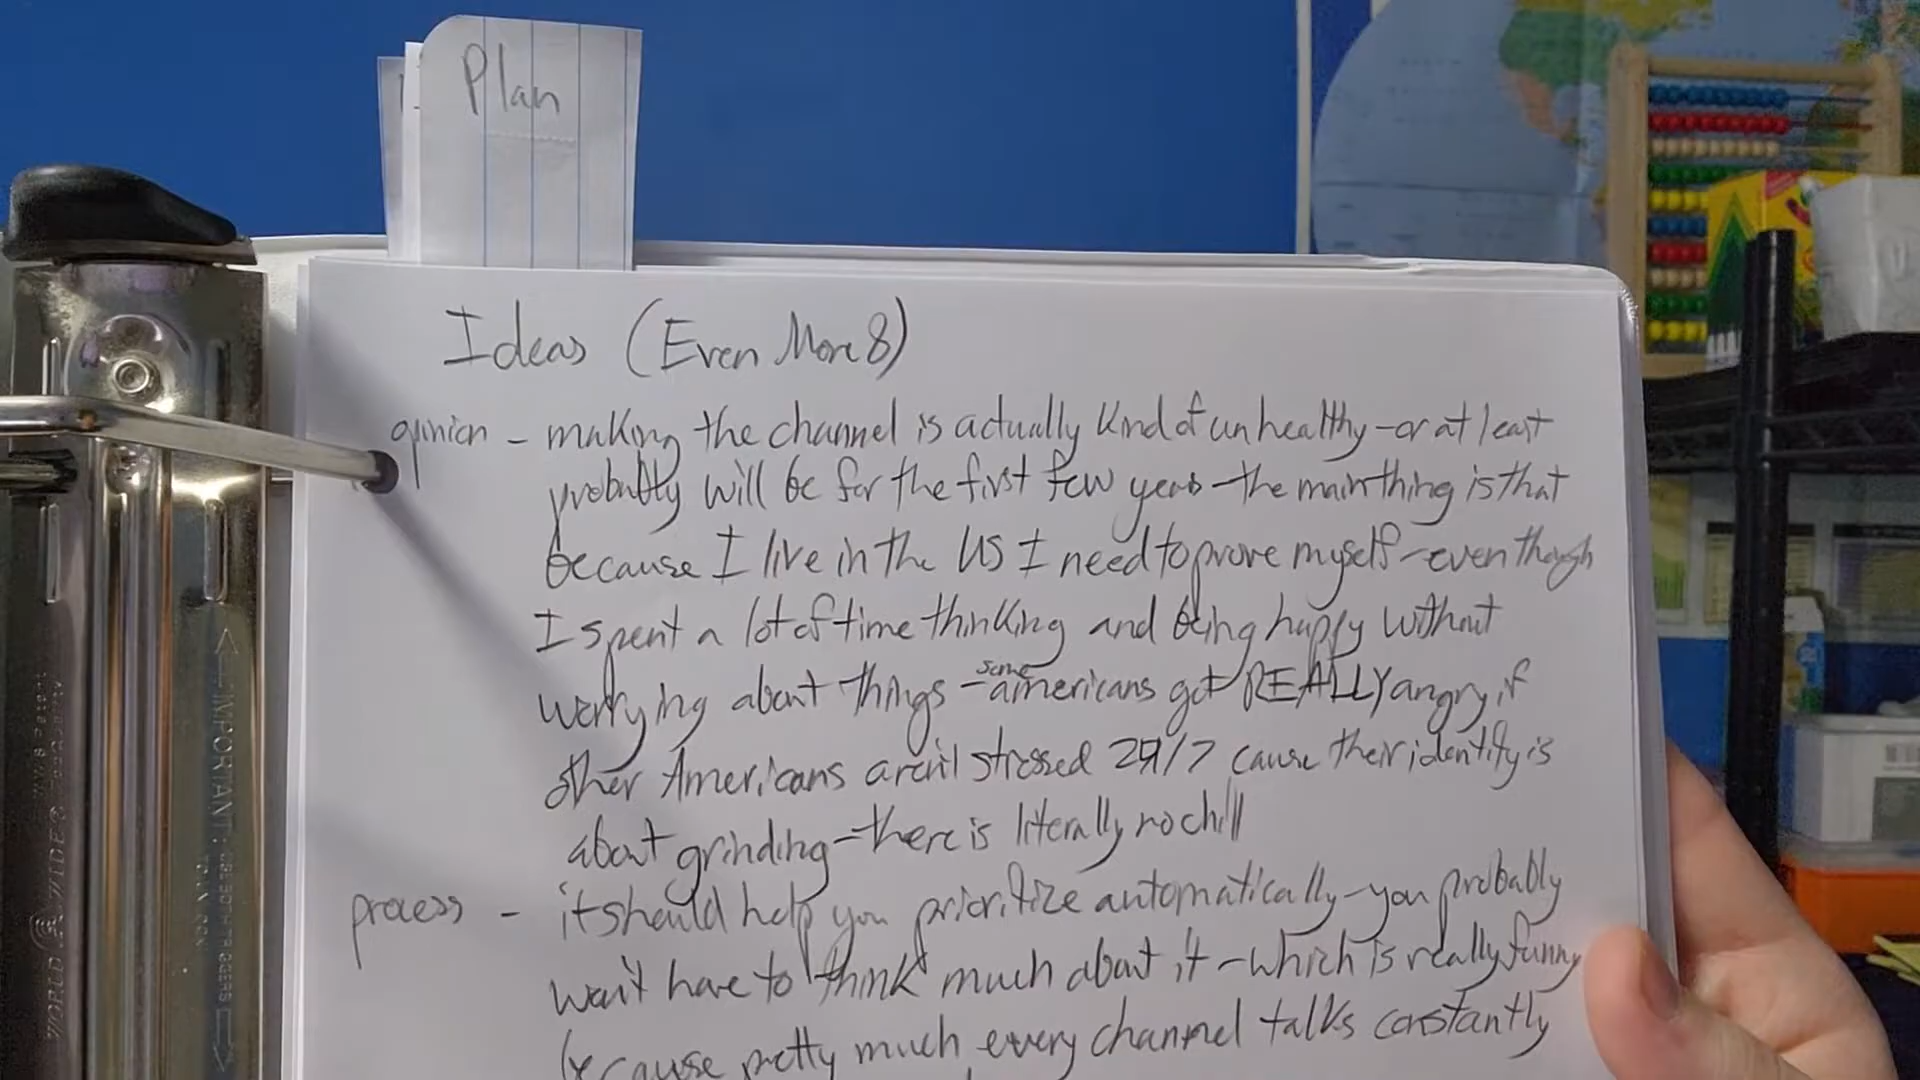 Plan
Ideas (Even More 8)
opinion - making the channel is actually kind of unhealthy - or at least
probably will be for the first few years - the main thing is that
because I live in the US I need to prove myself - even though
I spent a lot of time thinking and being happy without
worrying about things - some americans get REALLY angry if
other Americans aren't stressed 24/7 cause their identity is
about grinding - there is literally no chill
process - it should help you prioritize automatically - you probably
won't have to think much about it - which is really funny
because pretty much every channel talks constantly
IMPORTANT:
WORLD